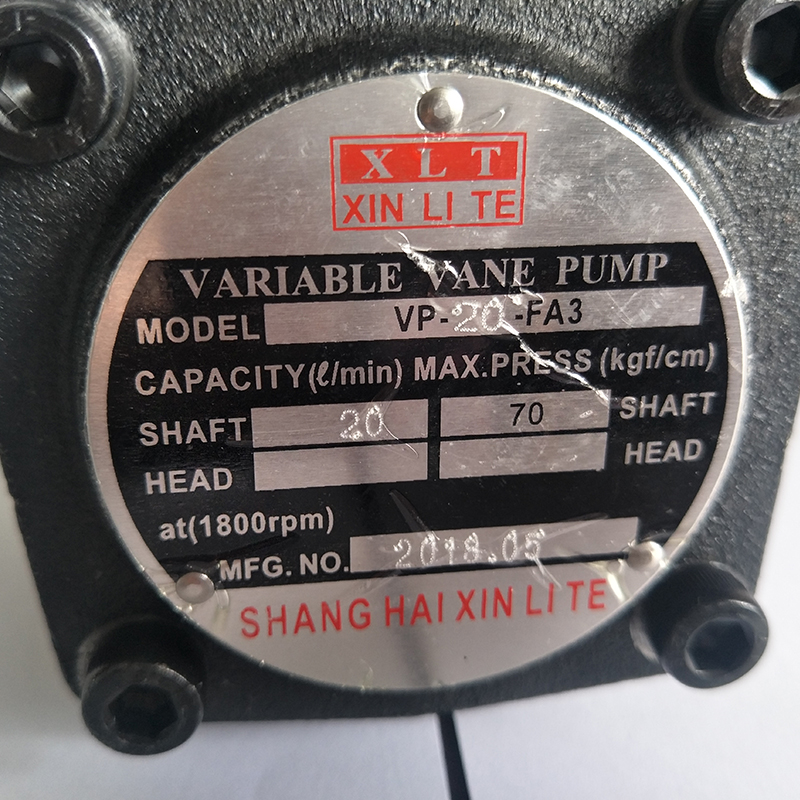 XLT
XIN LI TE
VARIABLE VANE PUMP
MODEL VP-20-FA3
CAPACITY(ℓ/min) MAX.PRESS (kgf/cm)
SHAFT 20 70 SHAFT
HEAD HEAD
at(1800rpm)
MFG. NO. 2018.05
SHANG HAI XIN LI TE